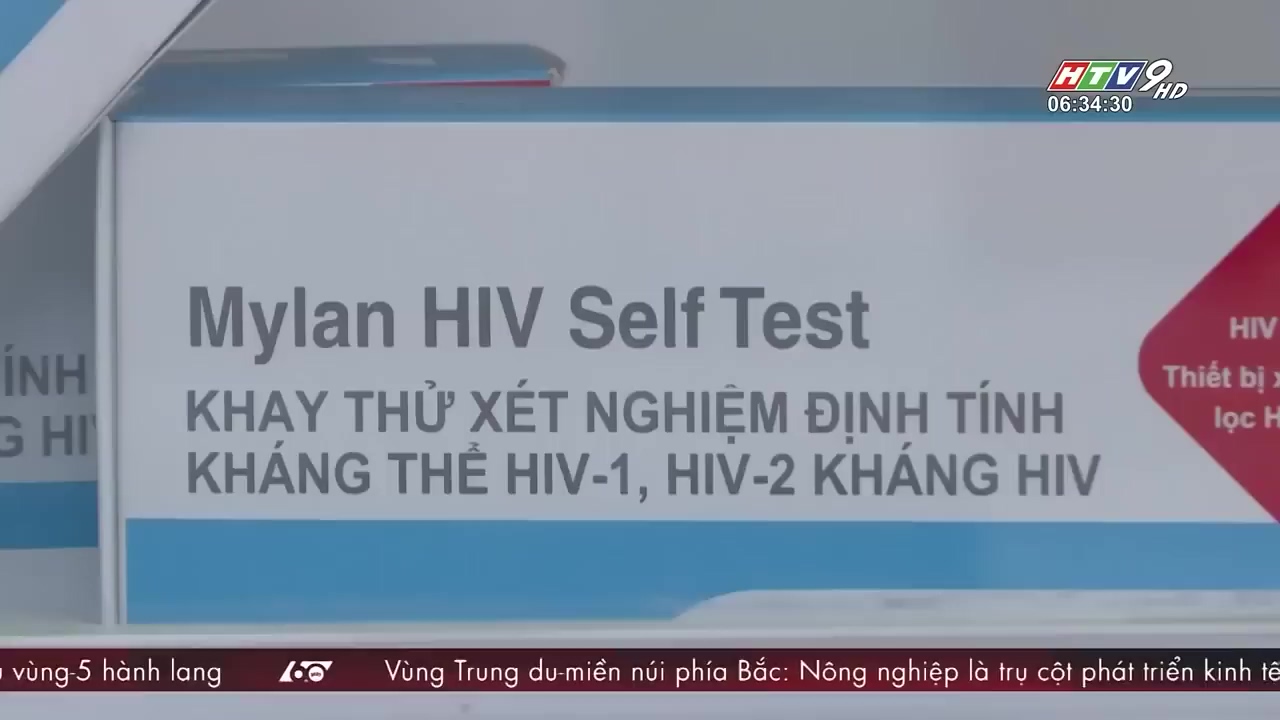 HTV9 HD
06:34:30
Mylan HIV Self Test
KHAY THỬ XÉT NGHIỆM ĐỊNH TÍNH
KHÁNG THỂ HIV-1, HIV-2 KHÁNG HIV
ÍNH
G HI
HIV
Thiết bị
lọc H
vùng-5 hành lang
60 Vùng Trung du-miền núi phía Bắc: Nông nghiệp là trụ cột phát triển kinh tế